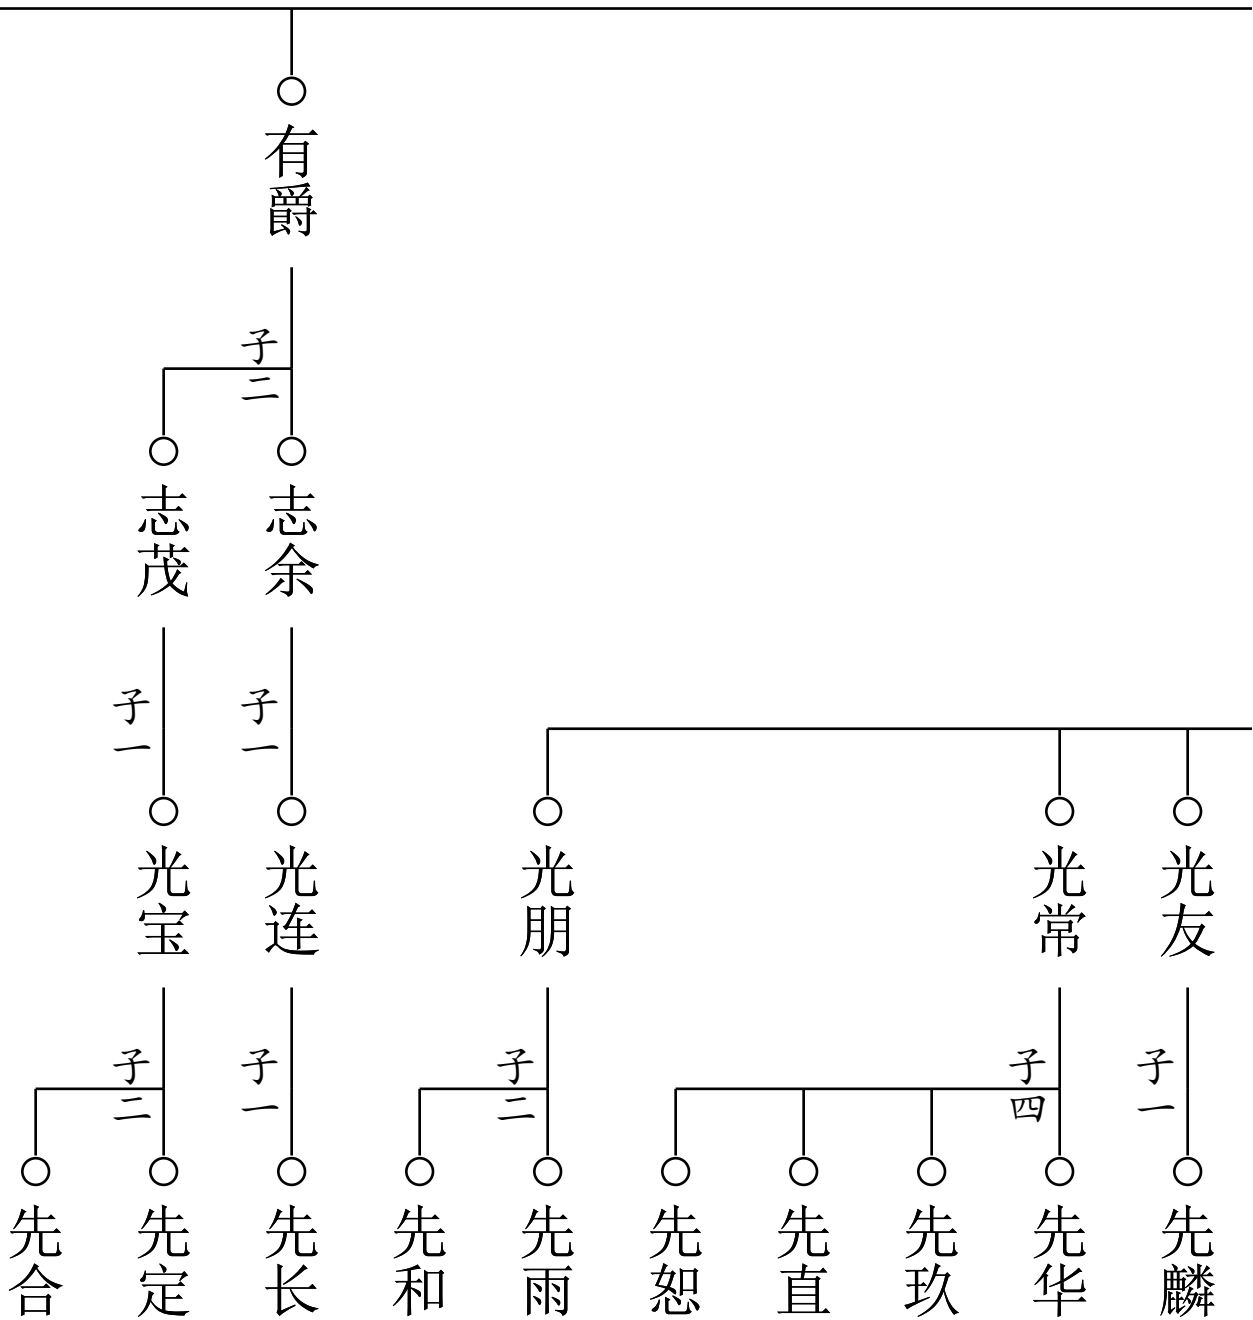 有爵
子二
志余
志茂
子一
子一
光友
光常
光朋
光连
光宝
子一
子四
子二
子一
子二
先麟
先华
先玖
先直
先恕
先雨
先和
先长
先定
先合